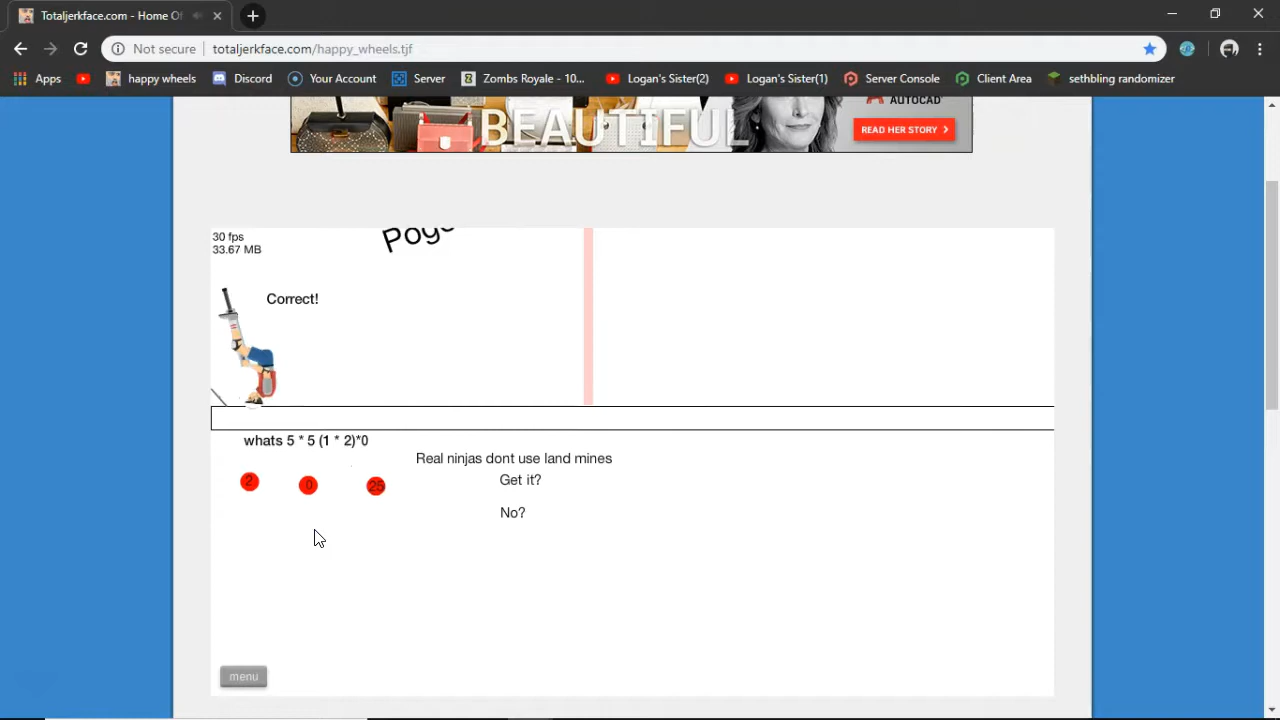 Totaljerkface.com - Home Of
Not secure
totaljerkface.com/happy_wheels.tjf
Apps
happy wheels
Discord
Your Account
Server
Zombs Royale - 10...
Logan's Sister(2)
Logan's Sister(1)
Server Console
Client Area
sethbling randomizer
AUTOCAD
BEAUTIFUL
READ HER STORY
30 fps
33.67 MB
Correct!
whats 5 * 5 (1 * 2)*0
Real ninjas dont use land mines
2
0
25
Get it?
No?
menu